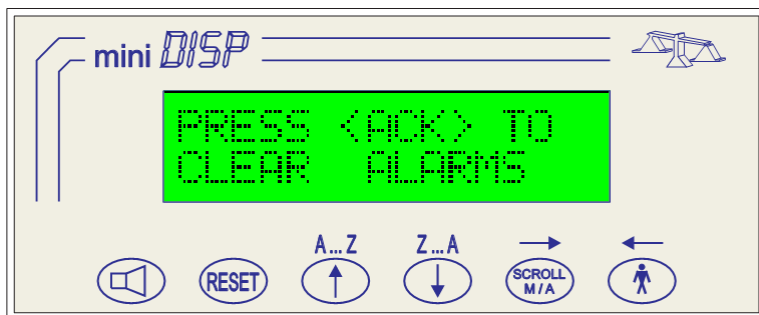 mini DISP
PRESS <ACK> TO
CLEAR ALARMS
A...Z
Z...A
RESET
SCROLL
M/A